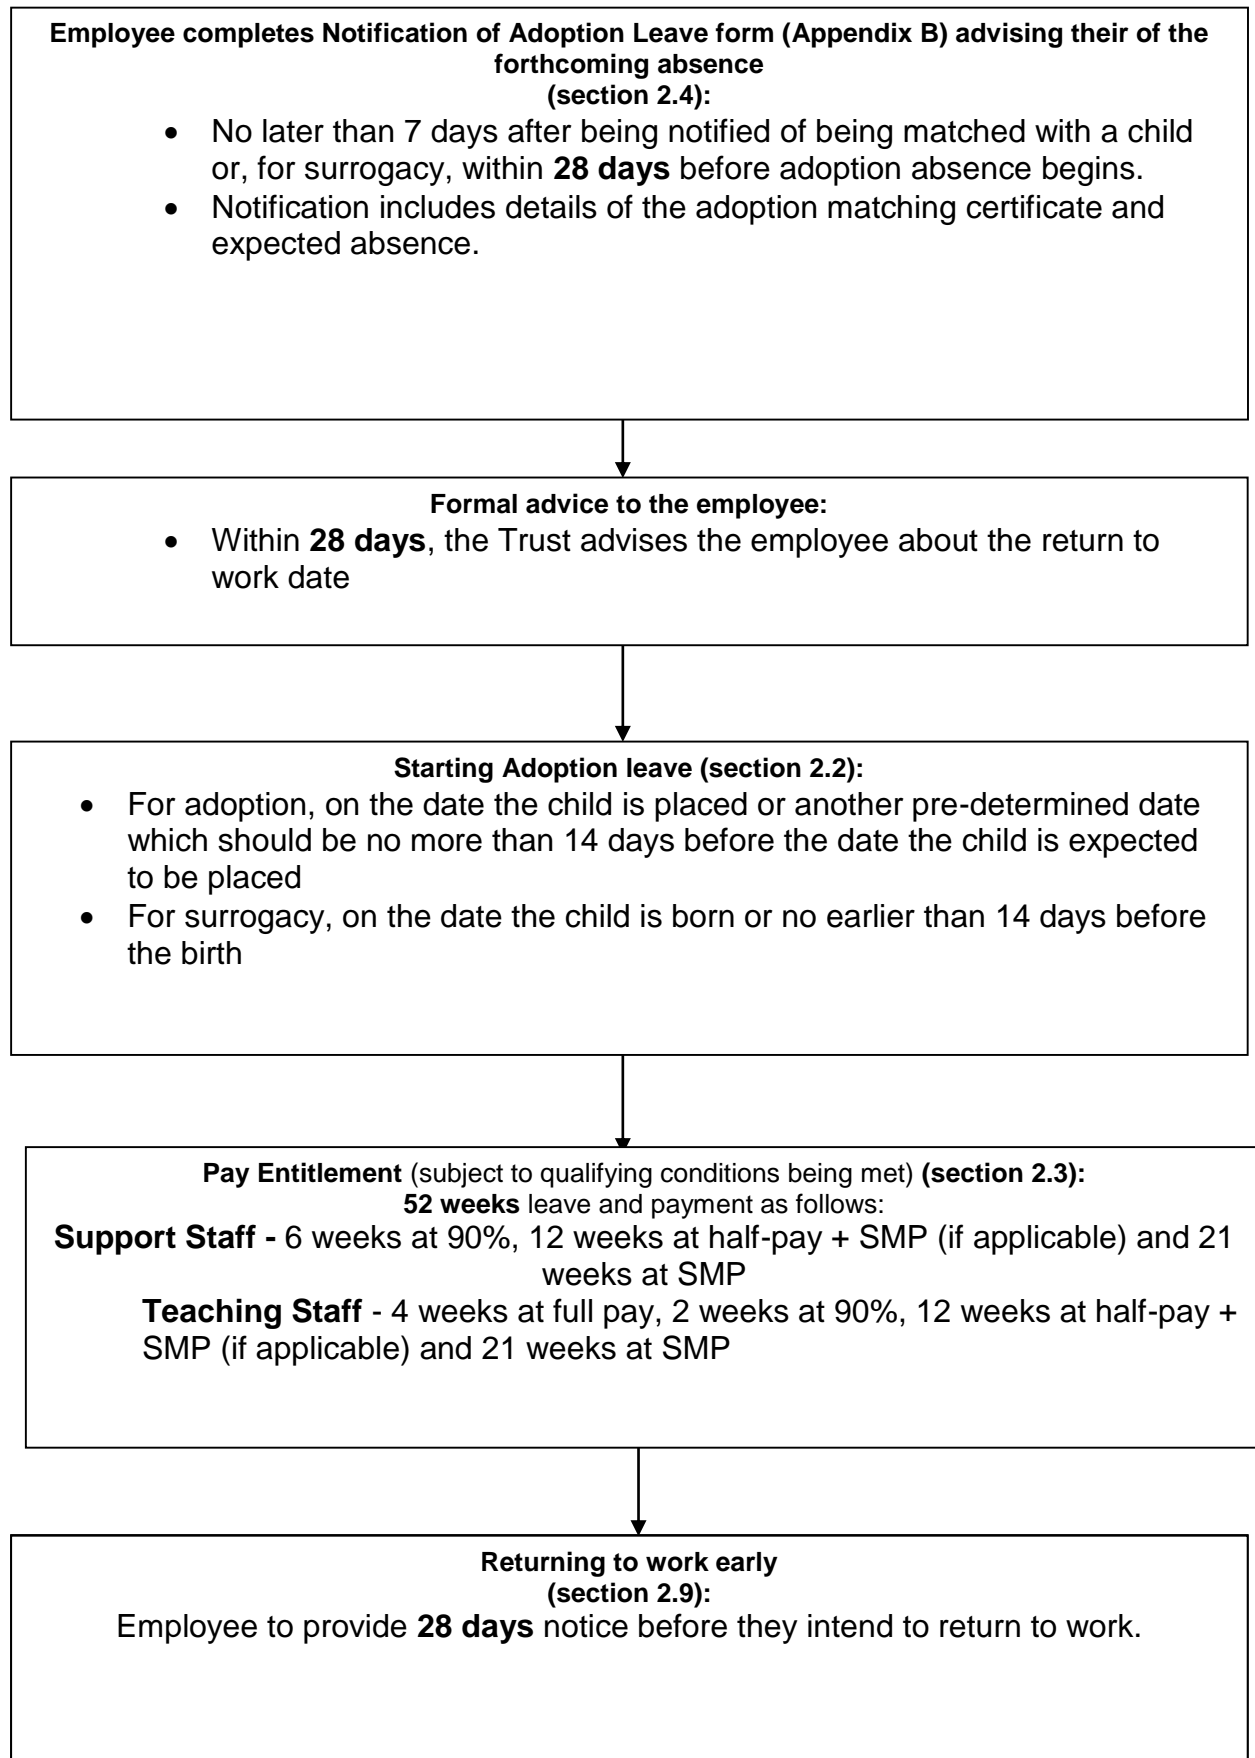 Employee completes Notification of Adoption Leave form (Appendix B) advising their of the
forthcoming absence
(section 2.4):
• No later than 7 days after being notified of being matched with a child
or, for surrogacy, within 28 days before adoption absence begins.
• Notification includes details of the adoption matching certificate and
expected absence.
Formal advice to the employee:
• Within 28 days, the Trust advises the employee about the return to
work date
Starting Adoption leave (section 2.2):
• For adoption, on the date the child is placed or another pre-determined date
which should be no more than 14 days before the date the child is expected
to be placed
• For surrogacy, on the date the child is born or no earlier than 14 days before
the birth
Pay Entitlement (subject to qualifying conditions being met) (section 2.3):
52 weeks leave and payment as follows:
Support Staff - 6 weeks at 90%, 12 weeks at half-pay + SMP (if applicable) and 21
weeks at SMP
Teaching Staff - 4 weeks at full pay, 2 weeks at 90%, 12 weeks at half-pay +
SMP (if applicable) and 21 weeks at SMP
Returning to work early
(section 2.9):
Employee to provide 28 days notice before they intend to return to work.